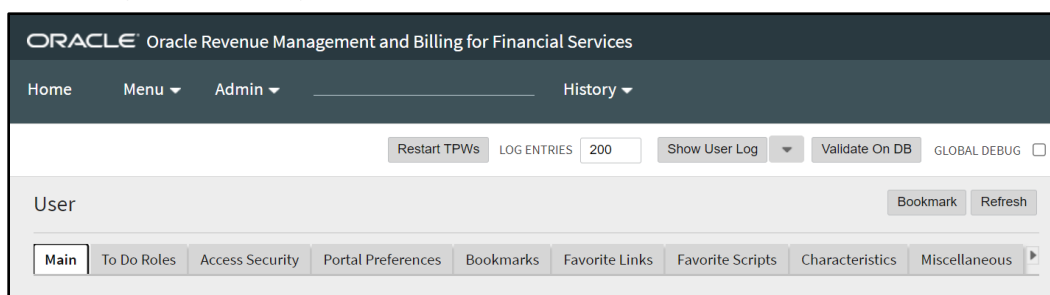 ORACLE Oracle Revenue Management and Billing for Financial Services
Home Menu Admin History
Restart TPWs LOG ENTRIES 200 Show User Log Validate On DB GLOBAL DEBUG
User Bookmark Refresh
Main To Do Roles Access Security Portal Preferences Bookmarks Favorite Links Favorite Scripts Characteristics Miscellaneous